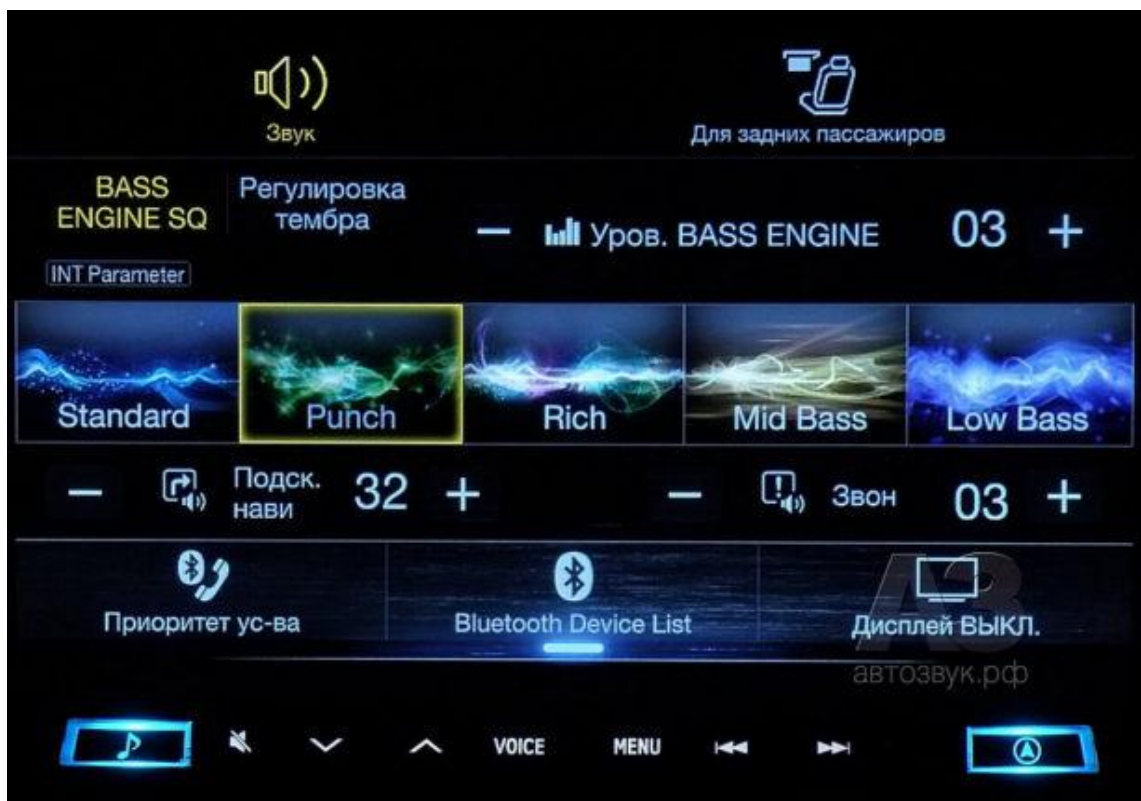 Звук
Для задних пассажиров
BASS
ENGINE SQ
Регулировка
тембра
Уров. BASS ENGINE
03
INT Parameter
Standard
Punch
Rich
Mid Bass
Low Bass
Подск.
нави
32
Звон
03
Приоритет ус-ва
Bluetooth Device List
Дисплей ВЫКЛ.
АЗ
автозвук.рф
VOICE
MENU